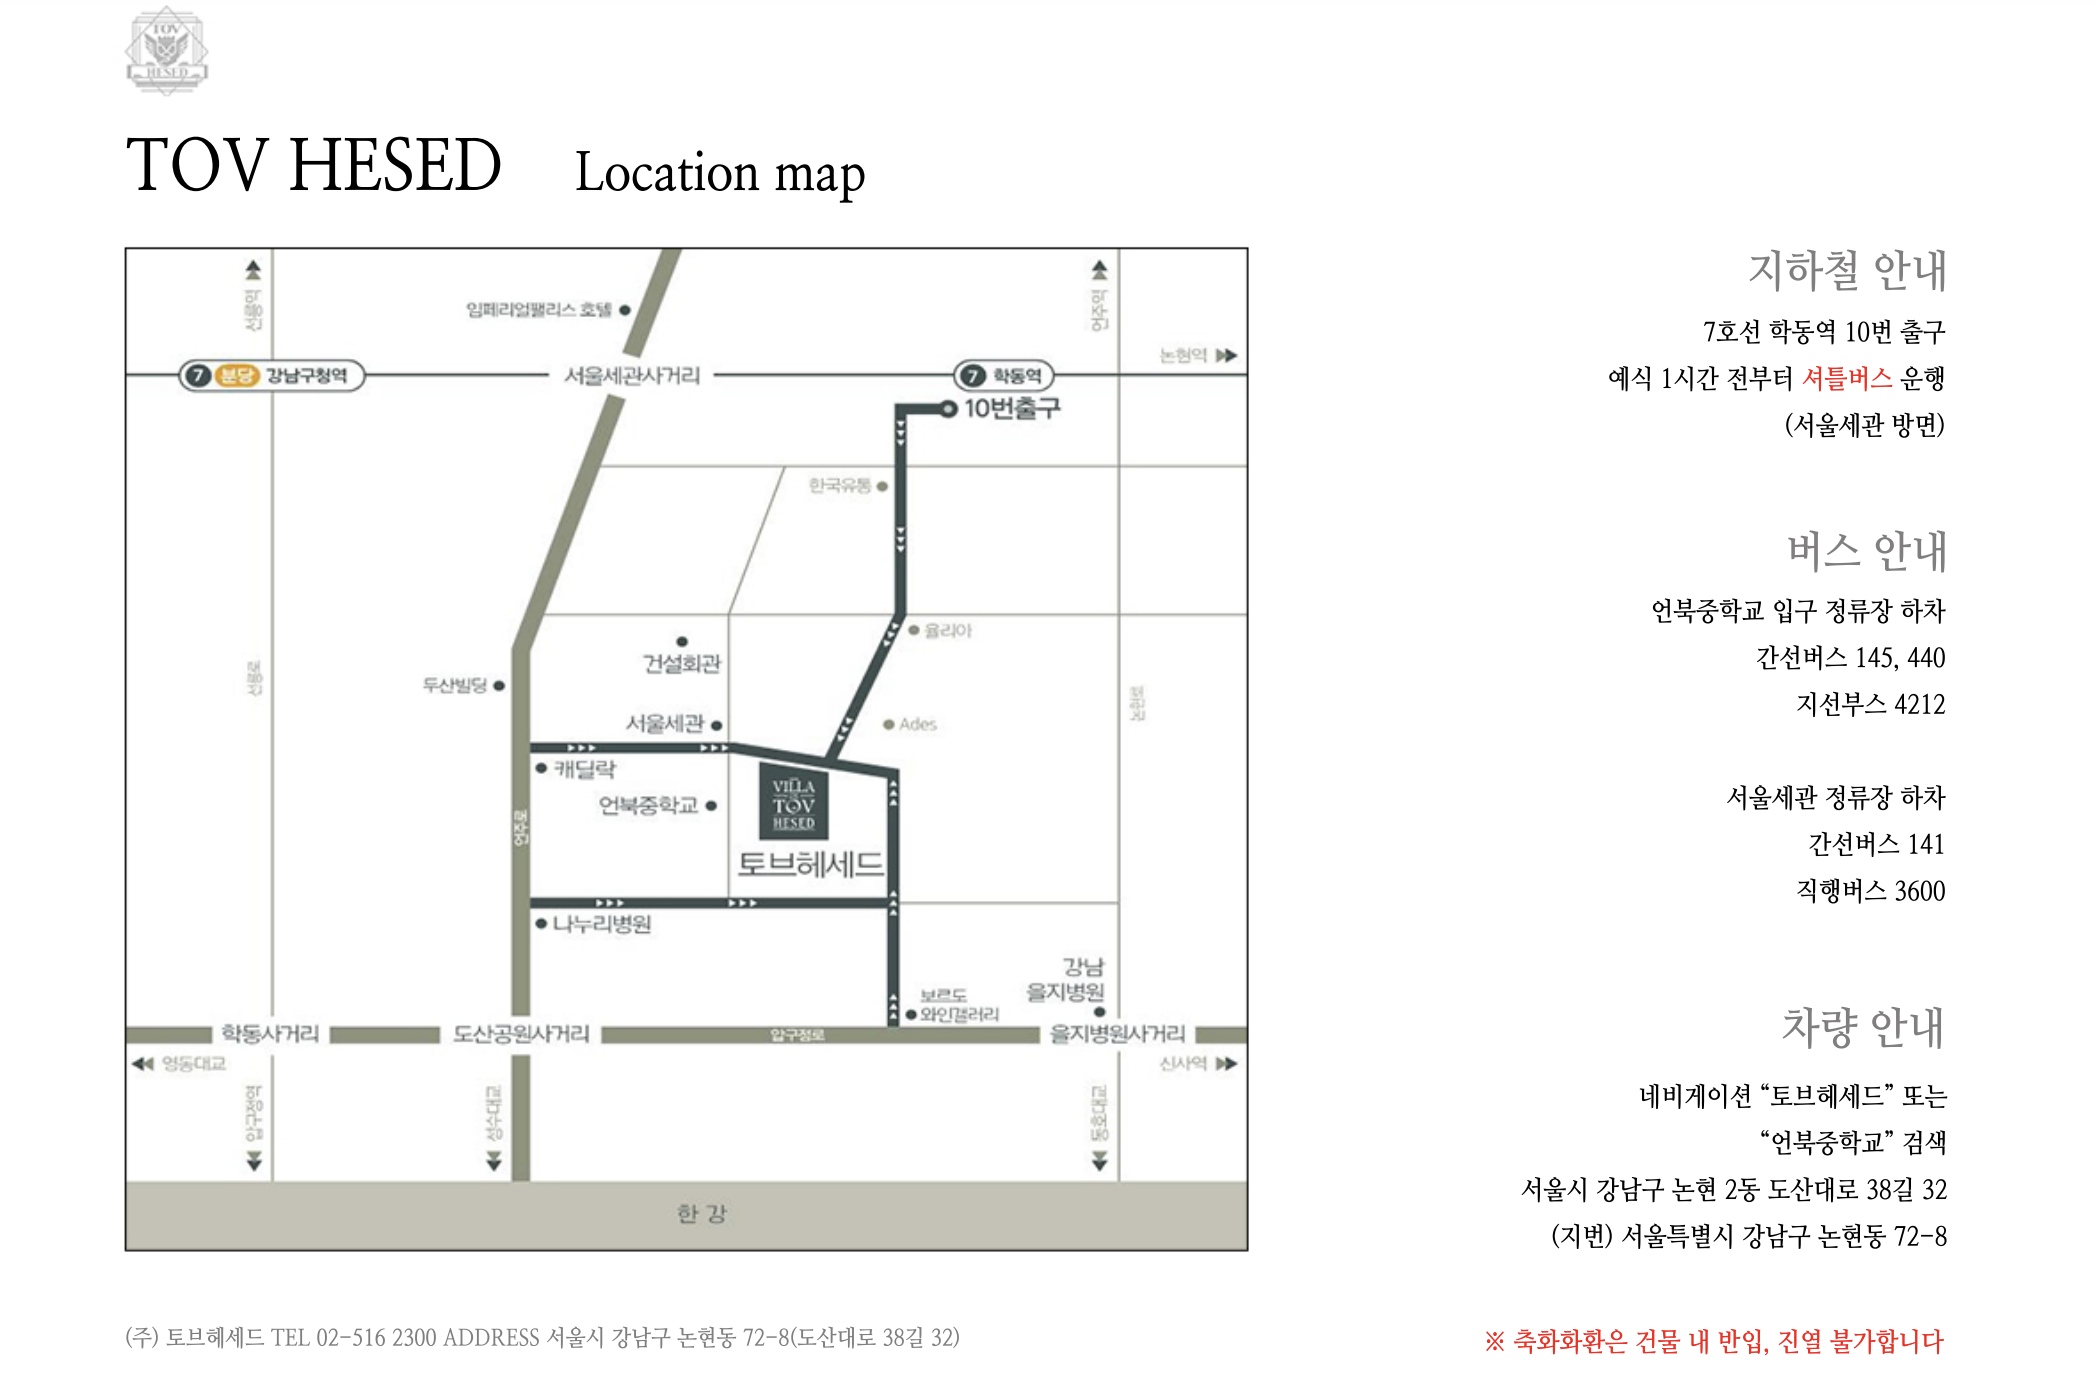 TOV
HESED
TOV HESED Location map
선릉역
언주역
임페리얼팰리스 호텔
논현역
7 분당 강남구청역
서울세관사거리
7 학동역
10번출구
한국유통
율리아
건설회관
선릉로
두산빌딩
논현로
서울세관
Ades
캐딜락
VILLA
TOV
HESED
언북중학교
언주로
토브헤세드
나누리병원
강남
을지병원
보르도
와인갤러리
학동사거리
도산공원사거리
압구정로
을지병원사거리
영동대교
신사역
압구정역
성수대교
동호대교
한 강
지하철 안내
7호선 학동역 10번 출구
예식 1시간 전부터 셔틀버스 운행
(서울세관 방면)
버스 안내
언북중학교 입구 정류장 하차
간선버스 145, 440
지선부스 4212
서울세관 정류장 하차
간선버스 141
직행버스 3600
차량 안내
네비게이션 “토브헤세드” 또는
“언북중학교” 검색
서울시 강남구 논현 2동 도산대로 38길 32
(지번) 서울특별시 강남구 논현동 72-8
(주) 토브헤세드 TEL 02-516 2300 ADDRESS 서울시 강남구 논현동 72-8(도산대로 38길 32)
※ 축화화환은 건물 내 반입, 진열 불가합니다